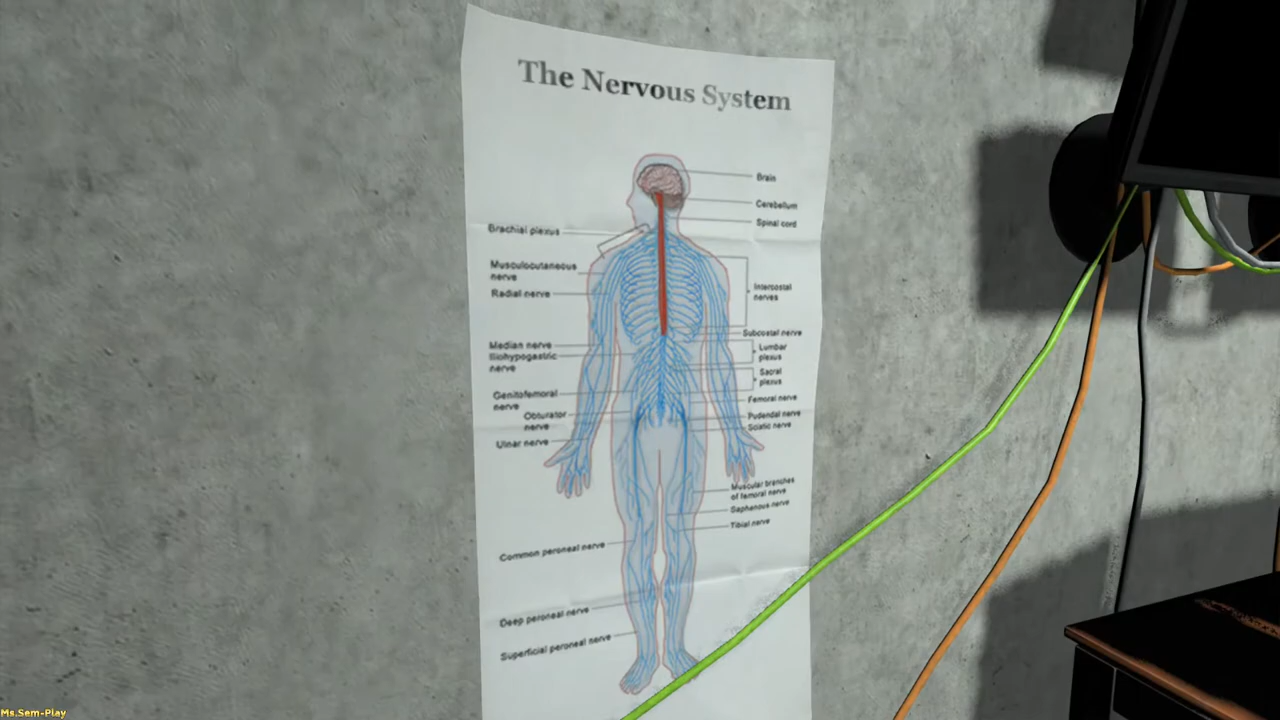 The Nervous System
Brain
Cerebellum
Spinal cord
Brachial plexus
Musculocutaneous
nerve
Radial nerve
Intercostal
nerves
Subcostal nerve
Median nerve
Iliohypogastric
nerve
Lumbar
plexus
Sacral
plexus
Genitofemoral
nerve
Femoral nerve
Obturator
nerve
Pudendal nerve
Sciatic nerve
Ulnar nerve
Muscular branches
of femoral nerve
Saphenous nerve
Tibial nerve
Common peroneal nerve
Deep peroneal nerve
Superficial peroneal nerve
Ms.Sem-Play